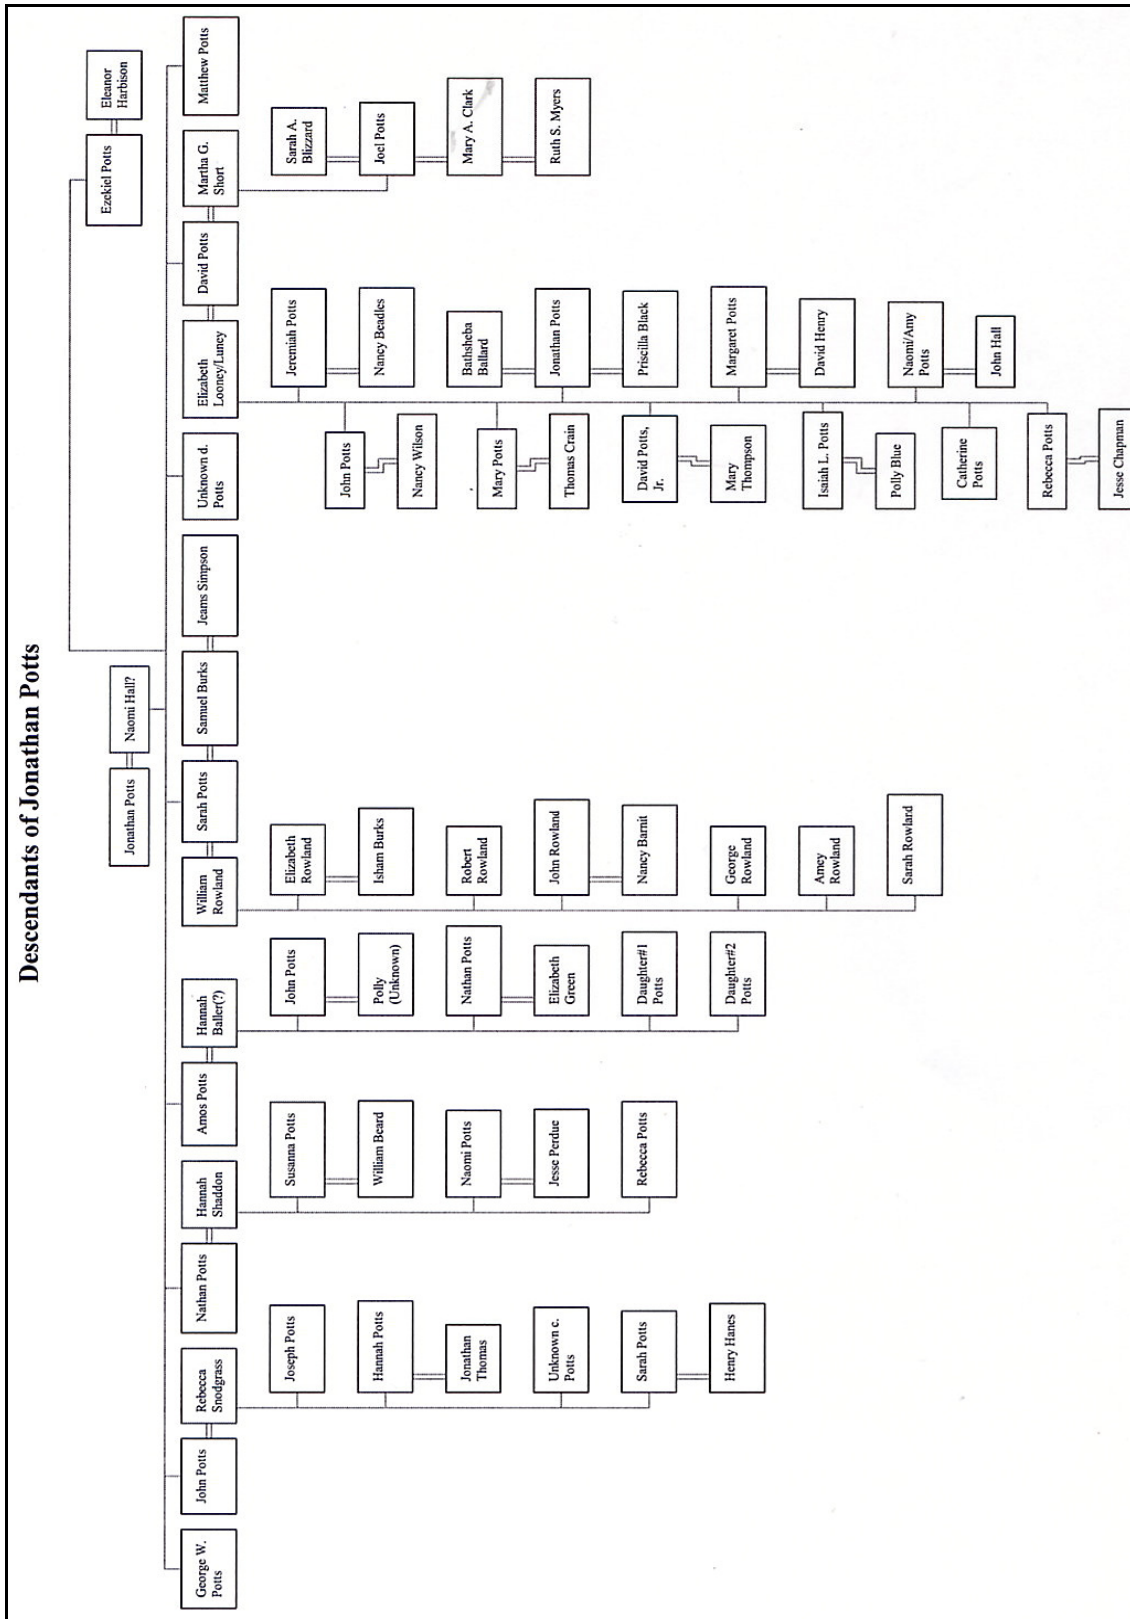 Descendants of Jonathan Potts
Jonathan Potts
Naomi Hall?
Ezekiel Potts
Eleanor
Harbison
George W.
Potts
John Potts
Rebecca
Snodgrass
Nathan Potts
Hannah
Shaddon
Amos Potts
Hannah
Baller(?)
William
Rowland
Sarah Potts
Samuel Burks
Jeams Simpson
Unknown d.
Potts
Elizabeth
Looney/Luney
David Potts
Martha G.
Short
Matthew Potts
Joseph Potts
Hannah Potts
Jonathan
Thomas
Unknown c.
Potts
Sarah Potts
Henry Hanes
Susanna Potts
William Beard
Naomi Potts
Jesse Perdue
Rebecca Potts
John Potts
Polly
(Unknown)
Nathan Potts
Elizabeth
Green
Daughter#1
Potts
Daughter#2
Potts
Elizabeth
Rowland
Isham Burks
Robert
Rowland
John Rowland
Nancy Barnit
George
Rowland
Amey
Rowland
Sarah Rowlard
Jeremiah Potts
Nancy Beadles
John Potts
Nancy Wilson
Bathsheba
Ballard
Jonathan Potts
Priscilla Black
Mary Potts
Thomas Crain
David Potts,
Jr.
Mary
Thompson
Margaret Potts
David Henry
Isaiah L. Potts
Polly Blue
Naomi/Amy
Potts
John Hall
Catherine
Potts
Rebecca Potts
Jesse Chapman
Sarah A.
Blizzard
Joel Potts
Mary A. Clark
Ruth S. Myers